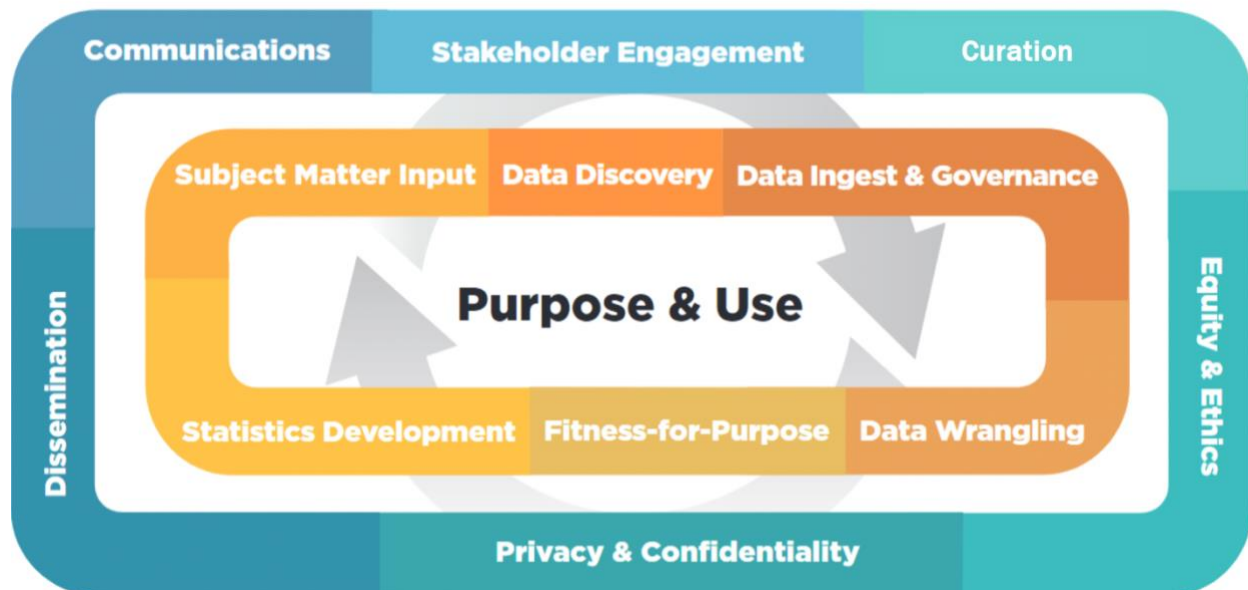 Communications
Stakeholder Engagement
Curation
Subject Matter Input
Data Discovery
Data Ingest & Governance
Purpose & Use
Dissemination
Equity & Ethics
Statistics Development
Fitness-for-Purpose
Data Wrangling
Privacy & Confidentiality